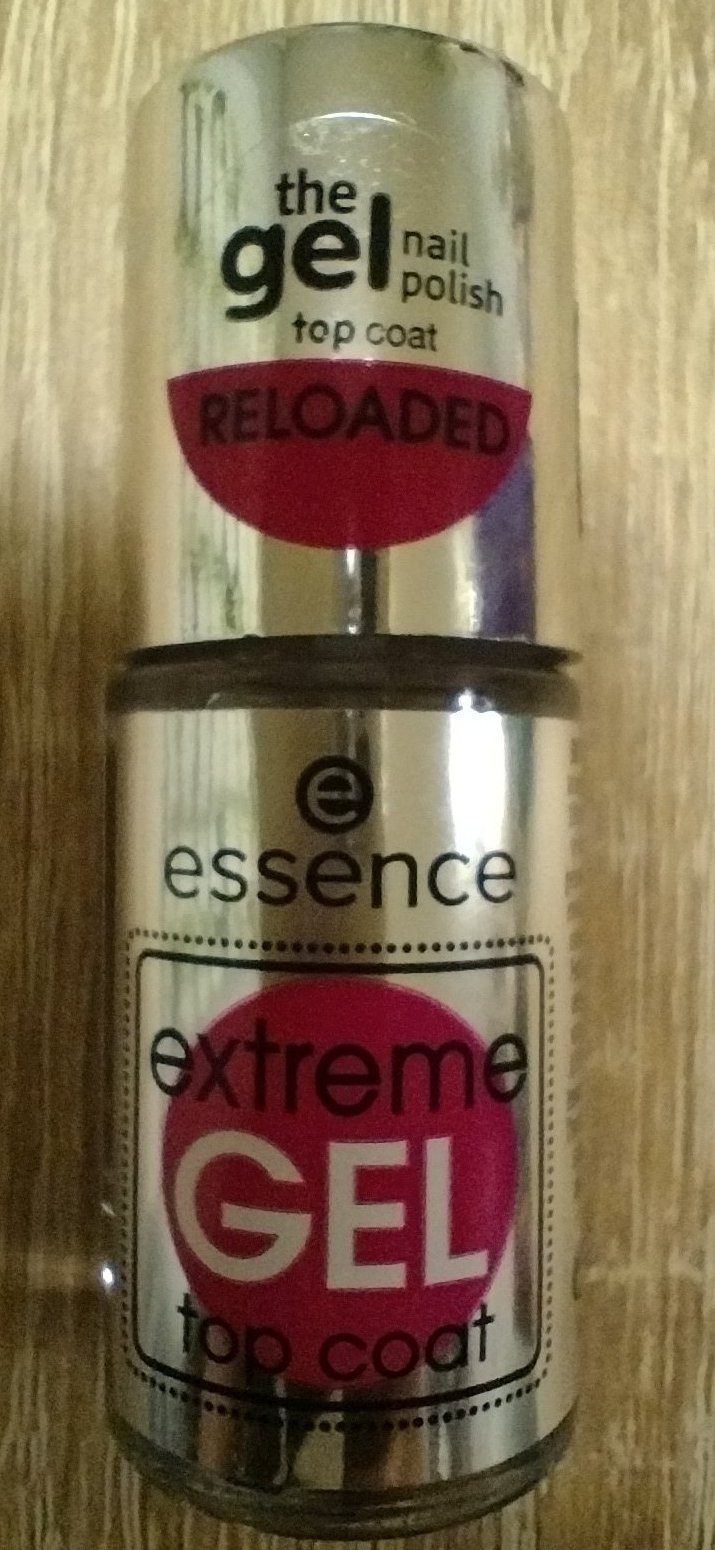 the
gel nail
polish
top coat
RELOADED
e
essence
extreme
GEL
top coat